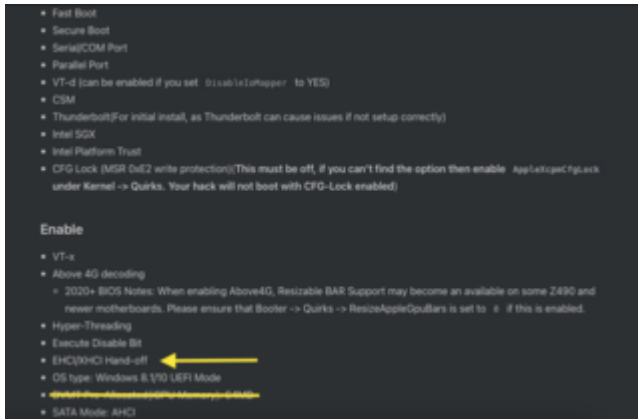 Fast Boot
Secure Boot
Serial/COM Port
Parallel Port
VT-d (can be enabled if you set DisableIoMapper to YES)
CSM
Thunderbolt(For initial install, as Thunderbolt can cause issues if not setup correctly)
Intel SGX
Intel Platform Trust
CFG Lock (MSR 0xE2 write protection)(This must be off, if you can't find the option then enable AppleXcpmCfgLock
under Kernel -> Quirks. Your hack will not boot with CFG-Lock enabled)
Enable
VT-x
Above 4G decoding
2020+ BIOS Notes: When enabling Above4G, Resizable BAR Support may become an available on some Z490 and
newer motherboards. Please ensure that Booter -> Quirks -> ResizeAppleGpuBars is set to 0 if this is enabled.
Hyper-Threading
Execute Disable Bit
EHCI/XHCI Hand-off
OS type: Windows 8.1/10 UEFI Mode
DVMT Pre-Allocated(iGPU Memory): 64MB
SATA Mode: AHCI